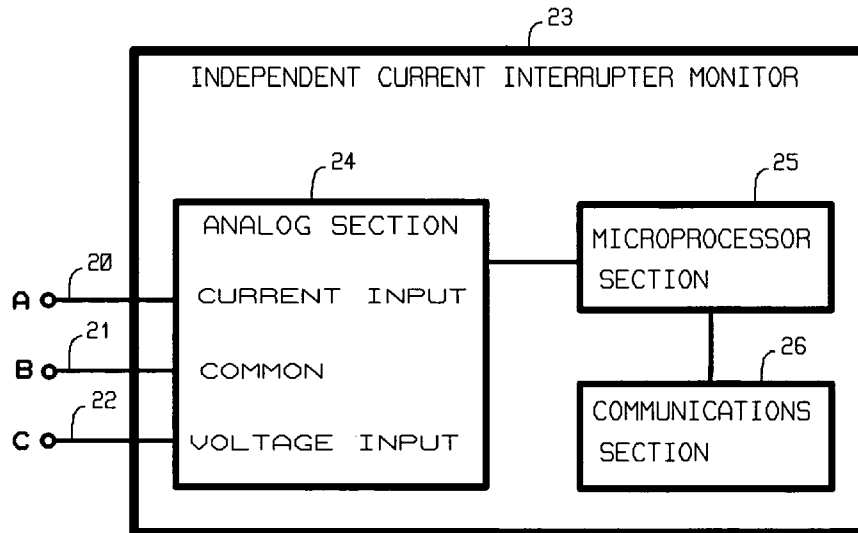 23
INDEPENDENT CURRENT INTERRUPTER MONITOR
24
25
ANALOG SECTION
MICROPROCESSOR
SECTION
20
A
CURRENT INPUT
21
B
COMMON
26
COMMUNICATIONS
SECTION
22
C
VOLTAGE INPUT